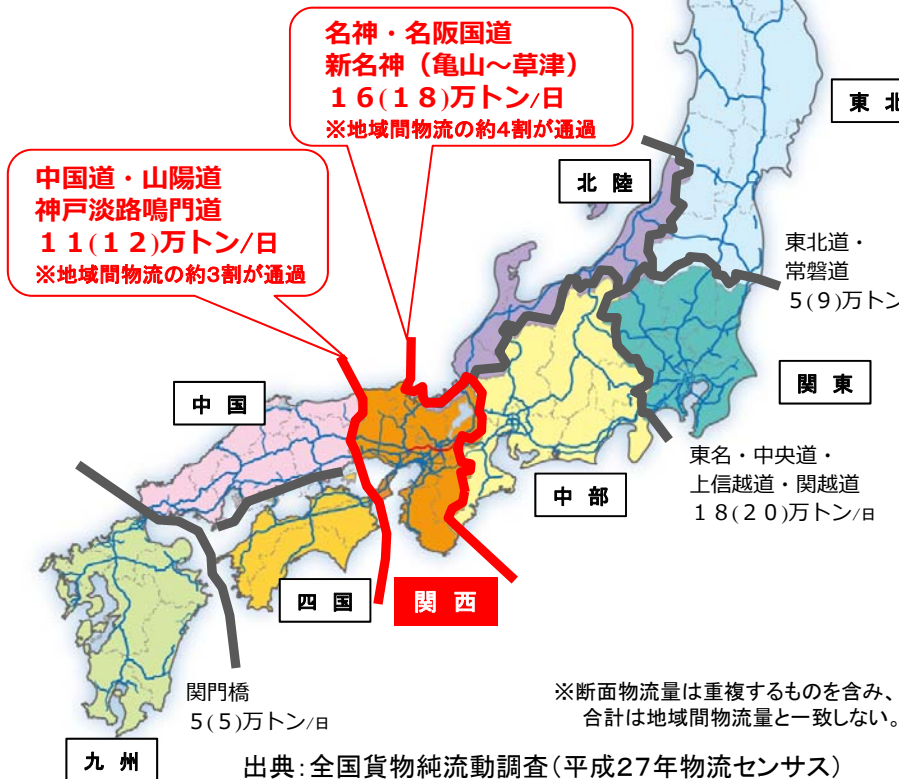 名神・名阪国道
新名神（亀山～草津）
１６(１８)万トン/日
※地域間物流の約4割が通過
中国道・山陽道
神戸淡路鳴門道
１１(１２)万トン/日
※地域間物流の約3割が通過
東 北
北 陸
東北道・
常磐道
５(９)万トン
関 東
中 国
東名・中央道・
上信越道・関越道
１８(２０)万トン/日
中 部
四 国
関 西
関門橋
５(５)万トン/日
九 州
※断面物流量は重複するものを含み、
合計は地域間物流量と一致しない。
出典：全国貨物純流動調査（平成２７年物流センサス）